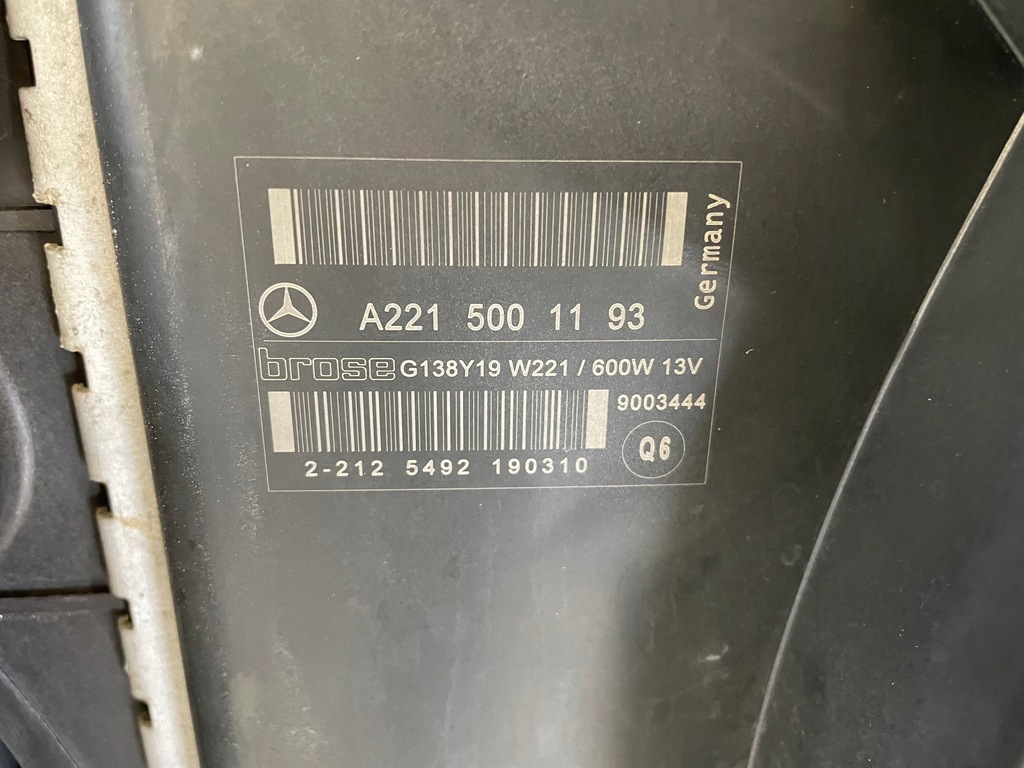 Germany
A221 500 11 93
brose G138Y19 W221 / 600W 13V
9003444
Q6
2-212 5492 190310